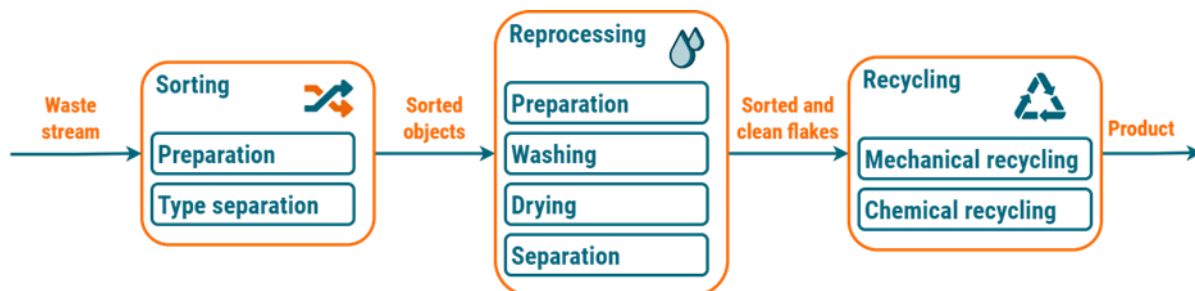 Waste
stream
Sorting
Preparation
Type separation
Sorted
objects
Reprocessing
Preparation
Washing
Drying
Separation
Sorted and
clean flakes
Recycling
Mechanical recycling
Chemical recycling
Product